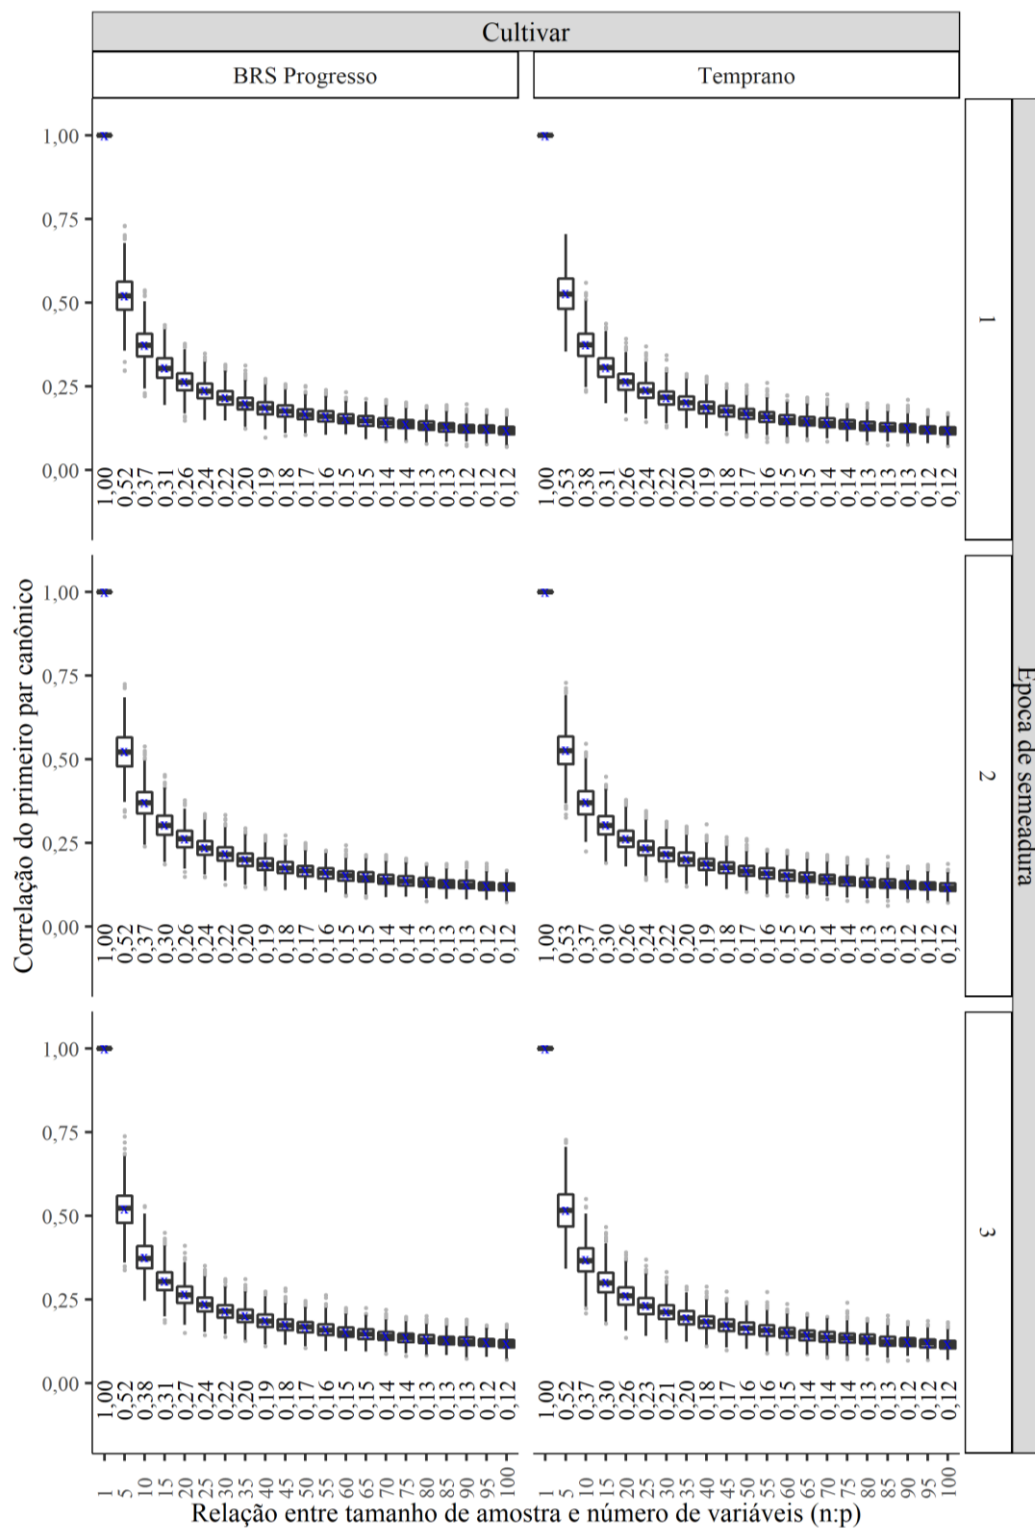 Cultivar
BRS Progresso Temprano
1,00
0,75
0,50
0,25
0,00
1,00 0,52 0,37 0,31 0,26 0,24 0,22 0,20 0,19 0,18 0,17 0,16 0,15 0,15 0,14 0,14 0,13 0,13 0,12 0,12 0,12
1,00 0,53 0,38 0,31 0,26 0,24 0,22 0,20 0,19 0,18 0,17 0,16 0,15 0,15 0,14 0,14 0,13 0,13 0,13 0,12 0,12
1
1,00
0,75
0,50
0,25
0,00
1,00 0,52 0,37 0,30 0,26 0,24 0,22 0,20 0,19 0,18 0,17 0,16 0,15 0,15 0,14 0,14 0,13 0,13 0,13 0,12 0,12
1,00 0,53 0,37 0,30 0,26 0,24 0,22 0,20 0,19 0,18 0,17 0,16 0,15 0,15 0,14 0,14 0,13 0,13 0,12 0,12 0,12
2
1,00
0,75
0,50
0,25
0,00
1,00 0,52 0,38 0,31 0,27 0,24 0,22 0,20 0,19 0,18 0,17 0,16 0,15 0,15 0,14 0,14 0,13 0,13 0,13 0,12 0,12
1,00 0,52 0,37 0,30 0,26 0,23 0,21 0,20 0,18 0,17 0,16 0,16 0,15 0,14 0,14 0,14 0,13 0,13 0,12 0,12 0,12
3
Época de semeadura
Correlação do primeiro par canônico
1 5 10 15 20 25 30 35 40 45 50 55 60 65 70 75 80 85 90 95 100
1 5 10 15 20 25 30 35 40 45 50 55 60 65 70 75 80 85 90 95 100
Relação entre tamanho de amostra e número de variáveis (n:p)